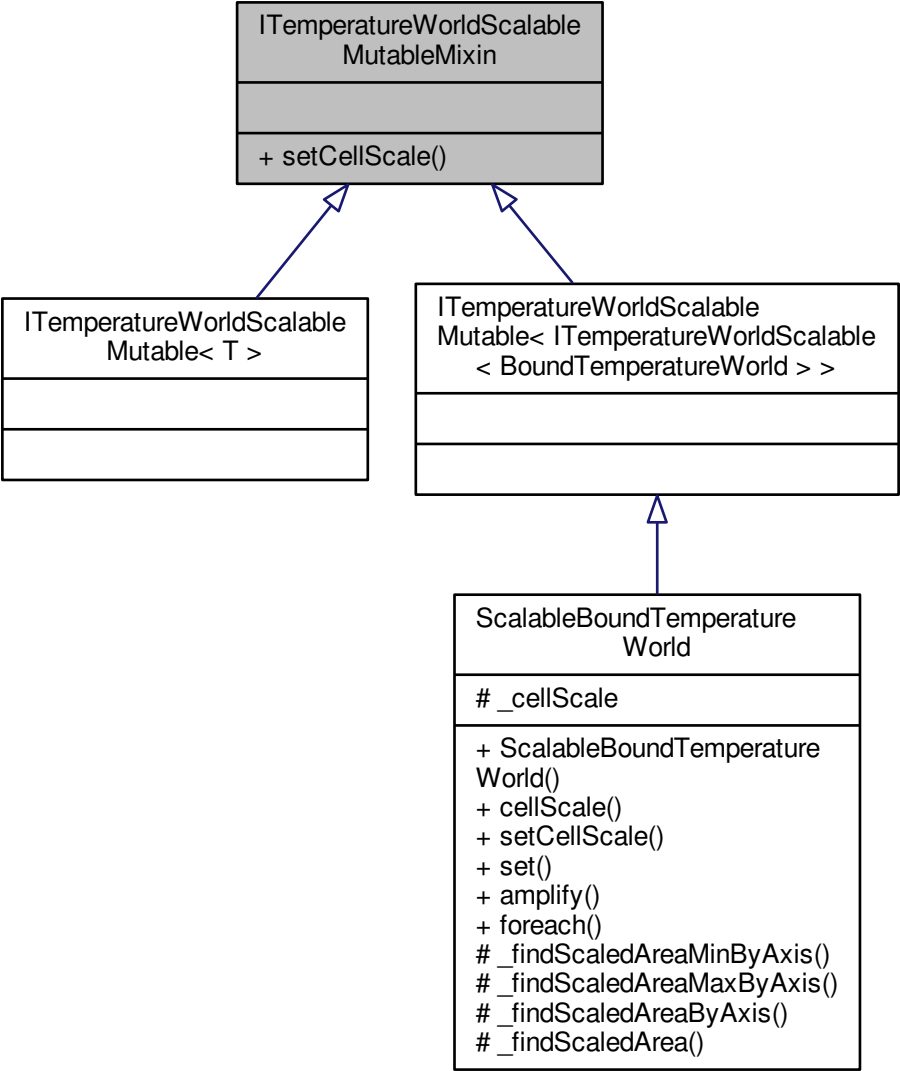 ITemperatureWorldScalable
MutableMixin
+ setCellScale()
ITemperatureWorldScalable
Mutable< T >
ITemperatureWorldScalable
Mutable< ITemperatureWorldScalable
< BoundTemperatureWorld > >
ScalableBoundTemperature
World
# _cellScale
+ ScalableBoundTemperature
World()
+ cellScale()
+ setCellScale()
+ set()
+ amplify()
+ foreach()
# _findScaledAreaMinByAxis()
# _findScaledAreaMaxByAxis()
# _findScaledAreaByAxis()
# _findScaledArea()